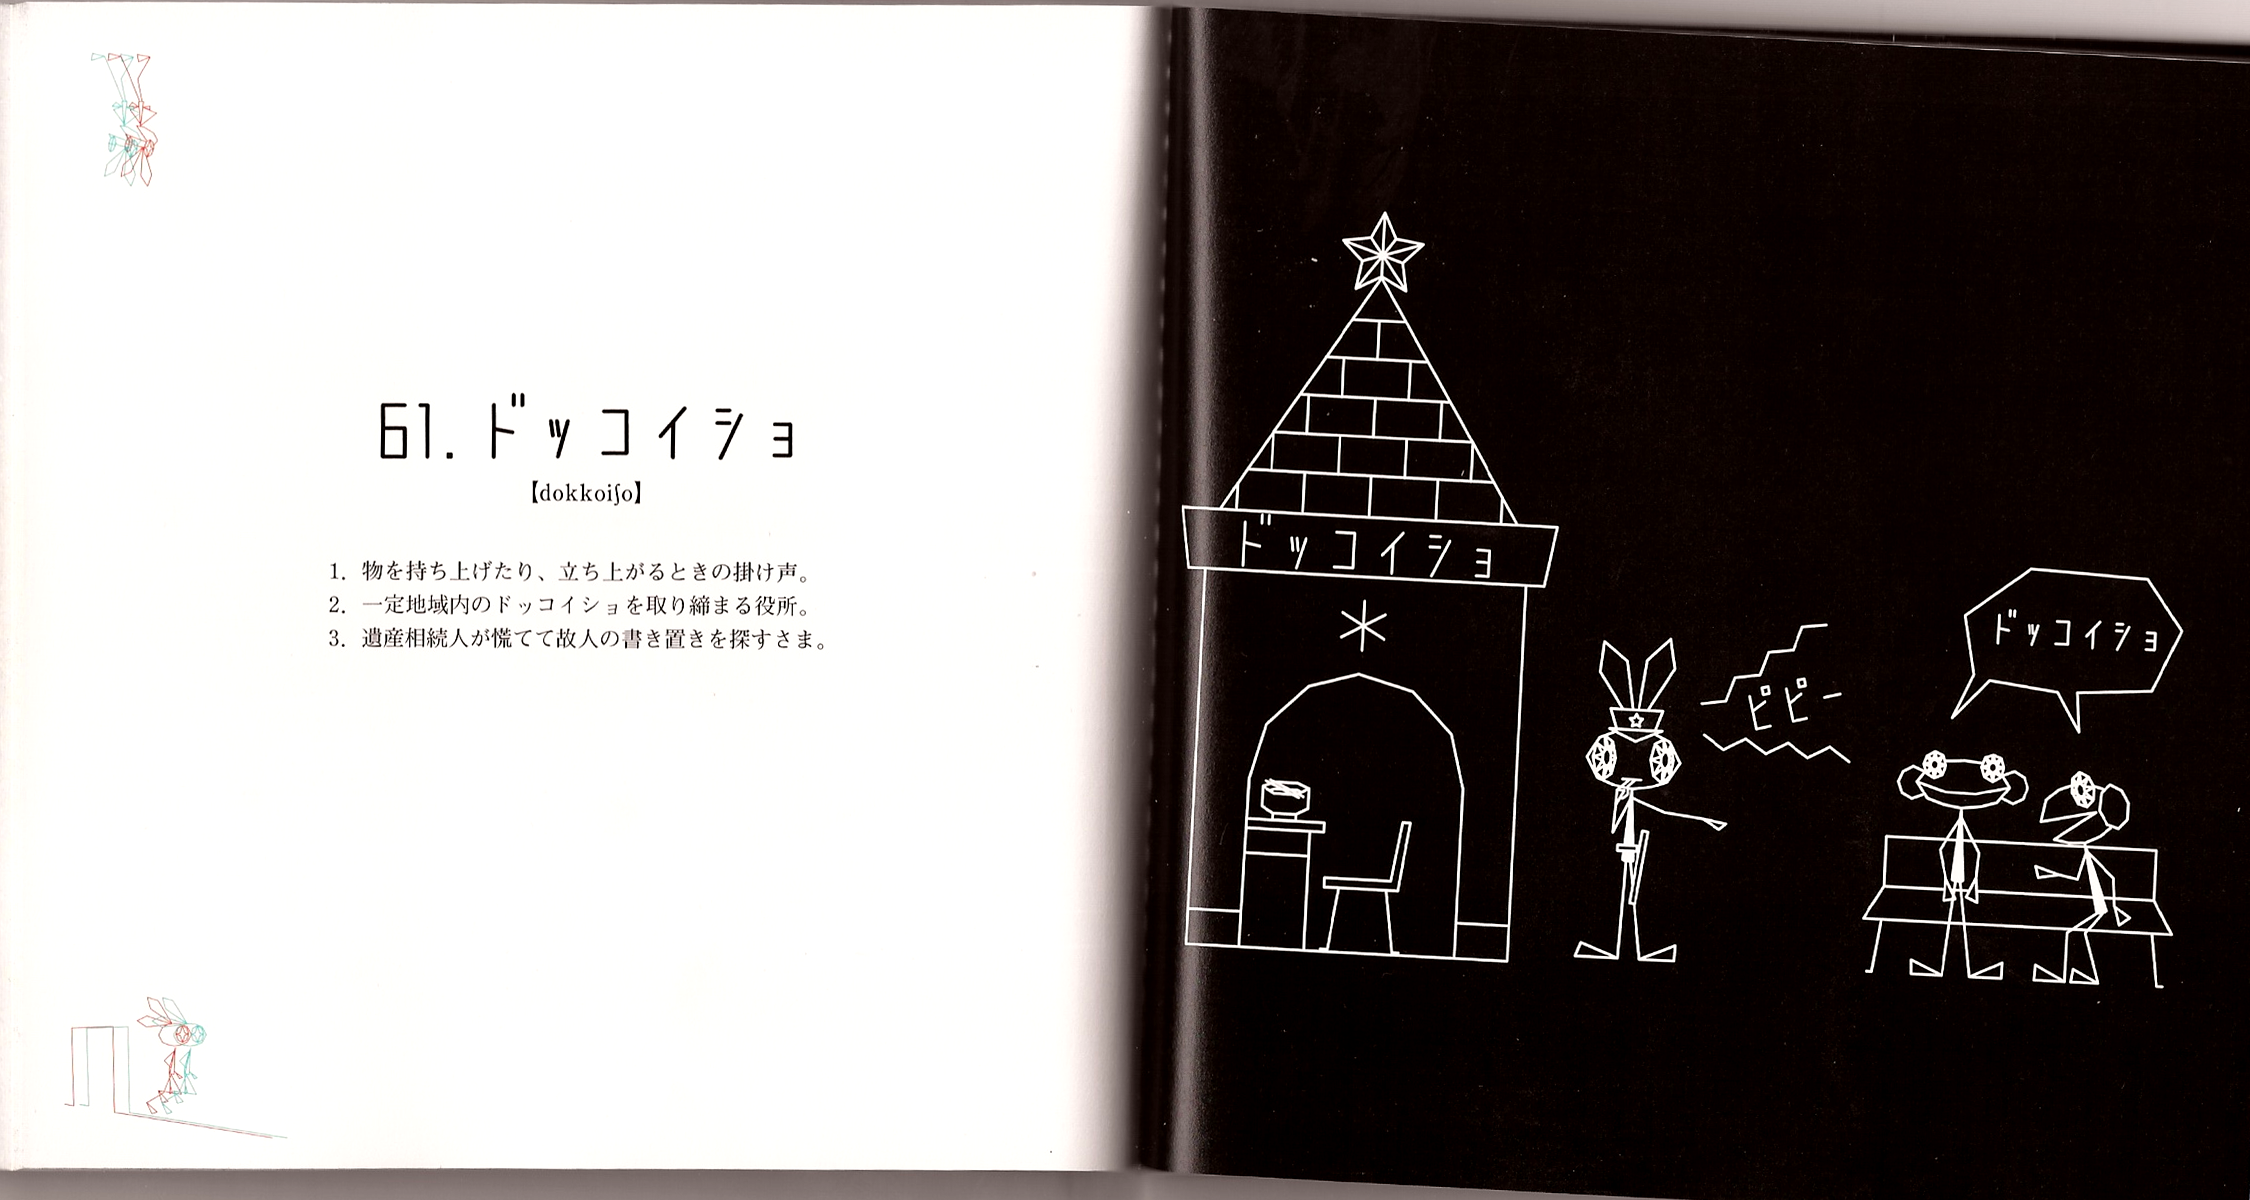 61. ドッコイショ
【dokkoiʃo】
1. 物を持ち上げたり、立ち上がるときの掛け声。
2. 一定地域内のドッコイショを取り締まる役所。
3. 遺産相続人が慌てて故人の書き置きを探すさま。
ドッコイショ
ピピー
ドッコイショ